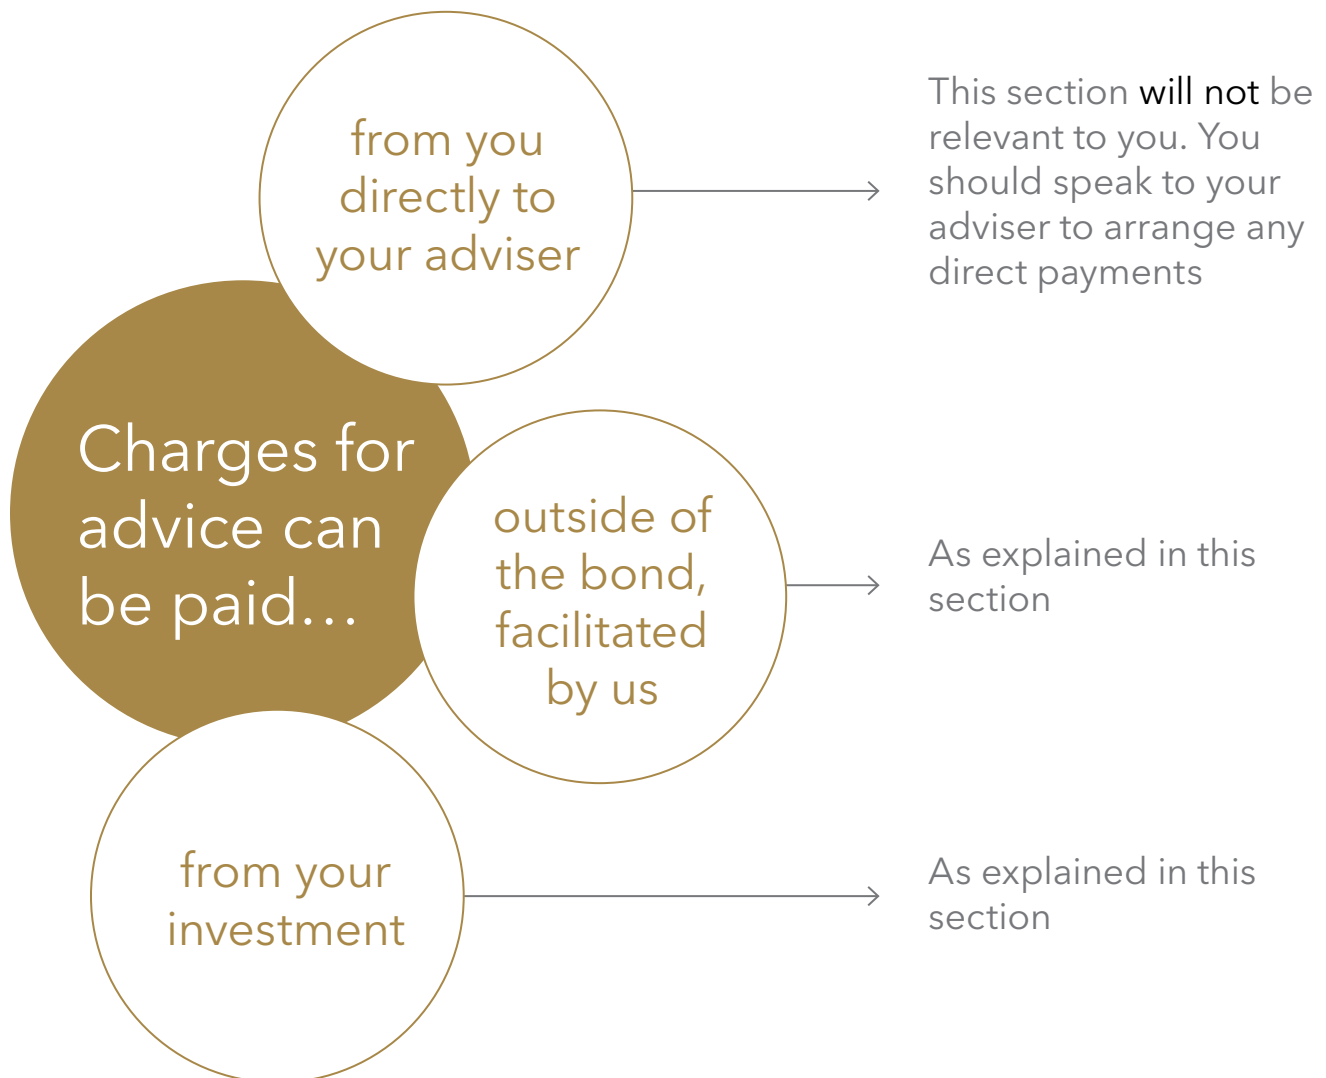 Charges for
advice can
be paid…
from you
directly to
your adviser
This section will not be
relevant to you. You
should speak to your
adviser to arrange any
direct payments
outside of
the bond,
facilitated
by us
As explained in this
section
from your
investment
As explained in this
section